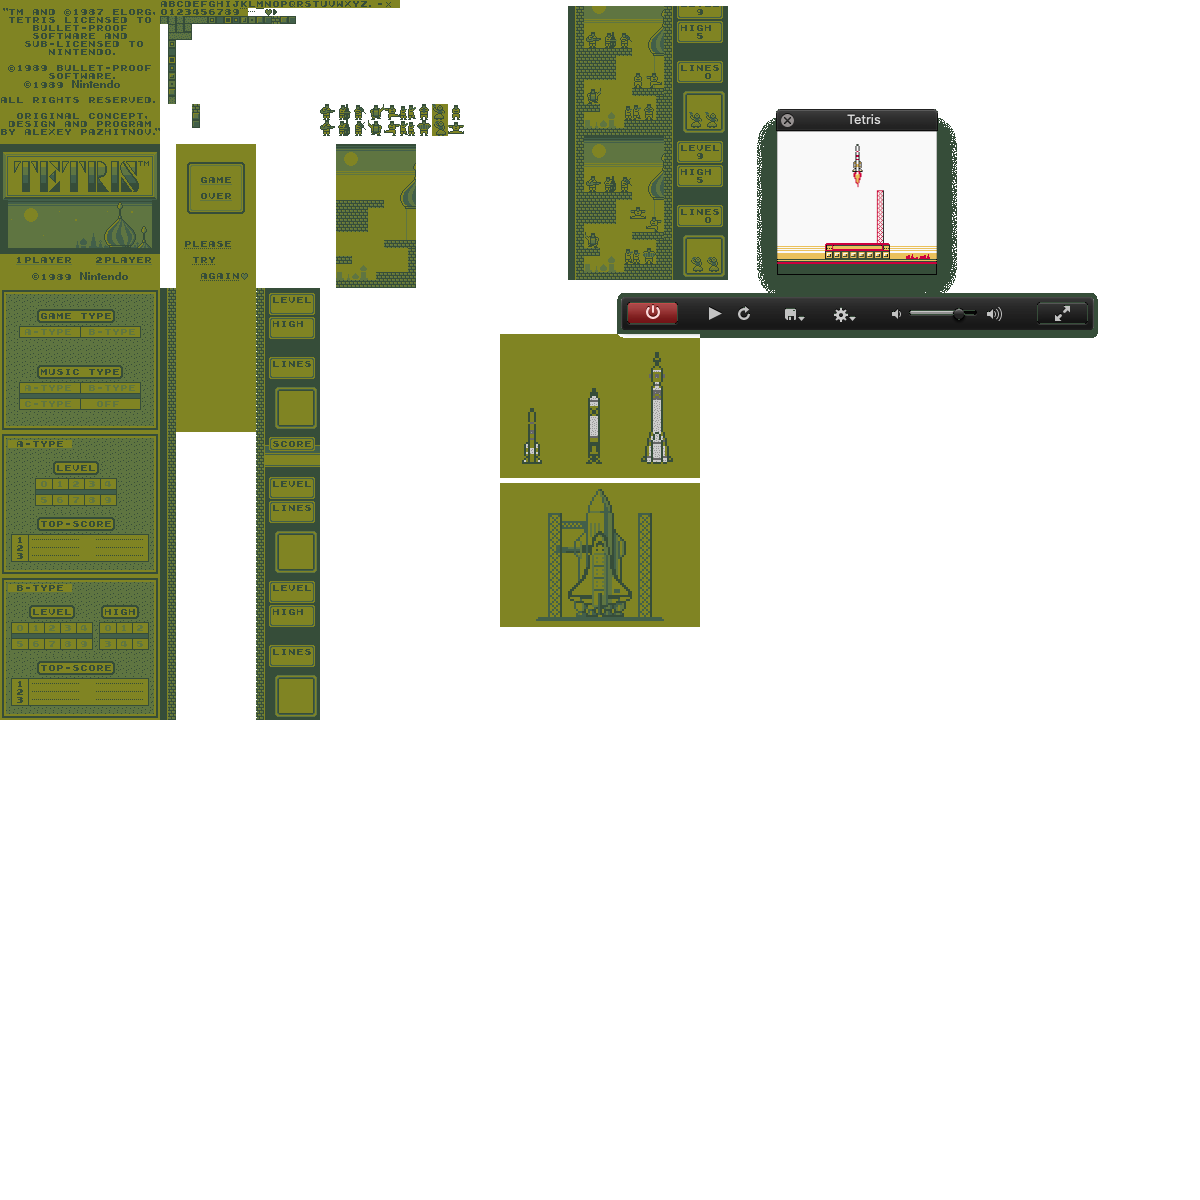 "TM AND ©1987 ELORG,
TETRIS LICENSED TO
BULLET-PROOF
SOFTWARE AND
SUB-LICENSED TO
NINTENDO.
©1989 BULLET-PROOF
SOFTWARE.
©1989 Nintendo
ALL RIGHTS RESERVED.
ORIGINAL CONCEPT,
DESIGN AND PROGRAM
BY ALEXEY PAZHITNOV."
ABCDEFGHIJKLMNOPQRSTUVWXYZ. - ×
0123456789
TETRIS™
1PLAYER 2PLAYER
©1989 Nintendo
GAME
OVER
PLEASE
TRY
AGAIN♡
GAME TYPE
A-TYPE B-TYPE
MUSIC TYPE
A-TYPE B-TYPE
C-TYPE OFF
A-TYPE
LEVEL
0 1 2 3 4
5 6 7 8 9
TOP-SCORE
1
2
3
B-TYPE
LEVEL HIGH
0 1 2 3 4 0 1 2
5 6 7 8 9 3 4 5
TOP-SCORE
1
2
3
LEVEL
HIGH
LINES
SCORE
LEVEL
LINES
LEVEL
HIGH
LINES
9
HIGH
5
LINES
0
LEVEL
9
HIGH
5
LINES
0
Tetris